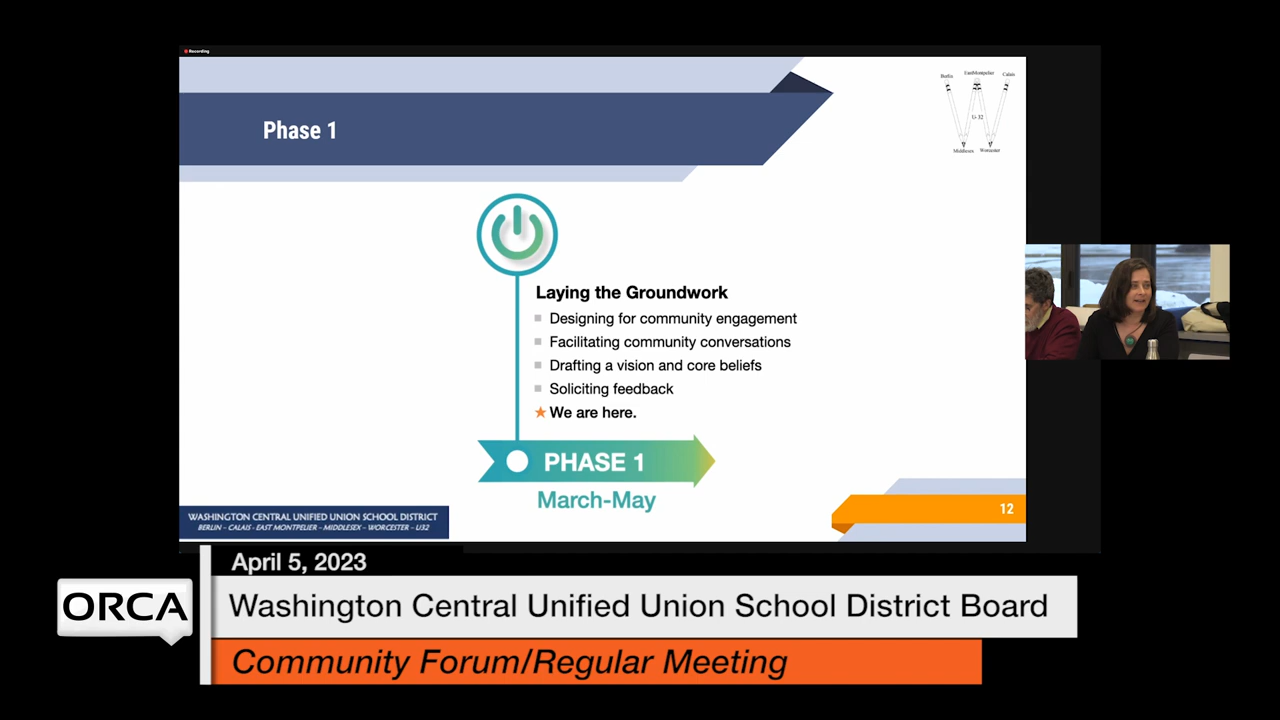 Recording
Phase 1
Berlin
EastMontpelier
Calais
U-32
Middlesex
Worcester
Laying the Groundwork
Designing for community engagement
Facilitating community conversations
Drafting a vision and core beliefs
Soliciting feedback
We are here.
PHASE 1
March-May
WASHINGTON CENTRAL UNIFIED UNION SCHOOL DISTRICT
BERLIN – CALAIS - EAST MONTPELIER – MIDDLESEX – WORCESTER – U32
12
April 5, 2023
ORCA
Washington Central Unified Union School District Board
Community Forum/Regular Meeting